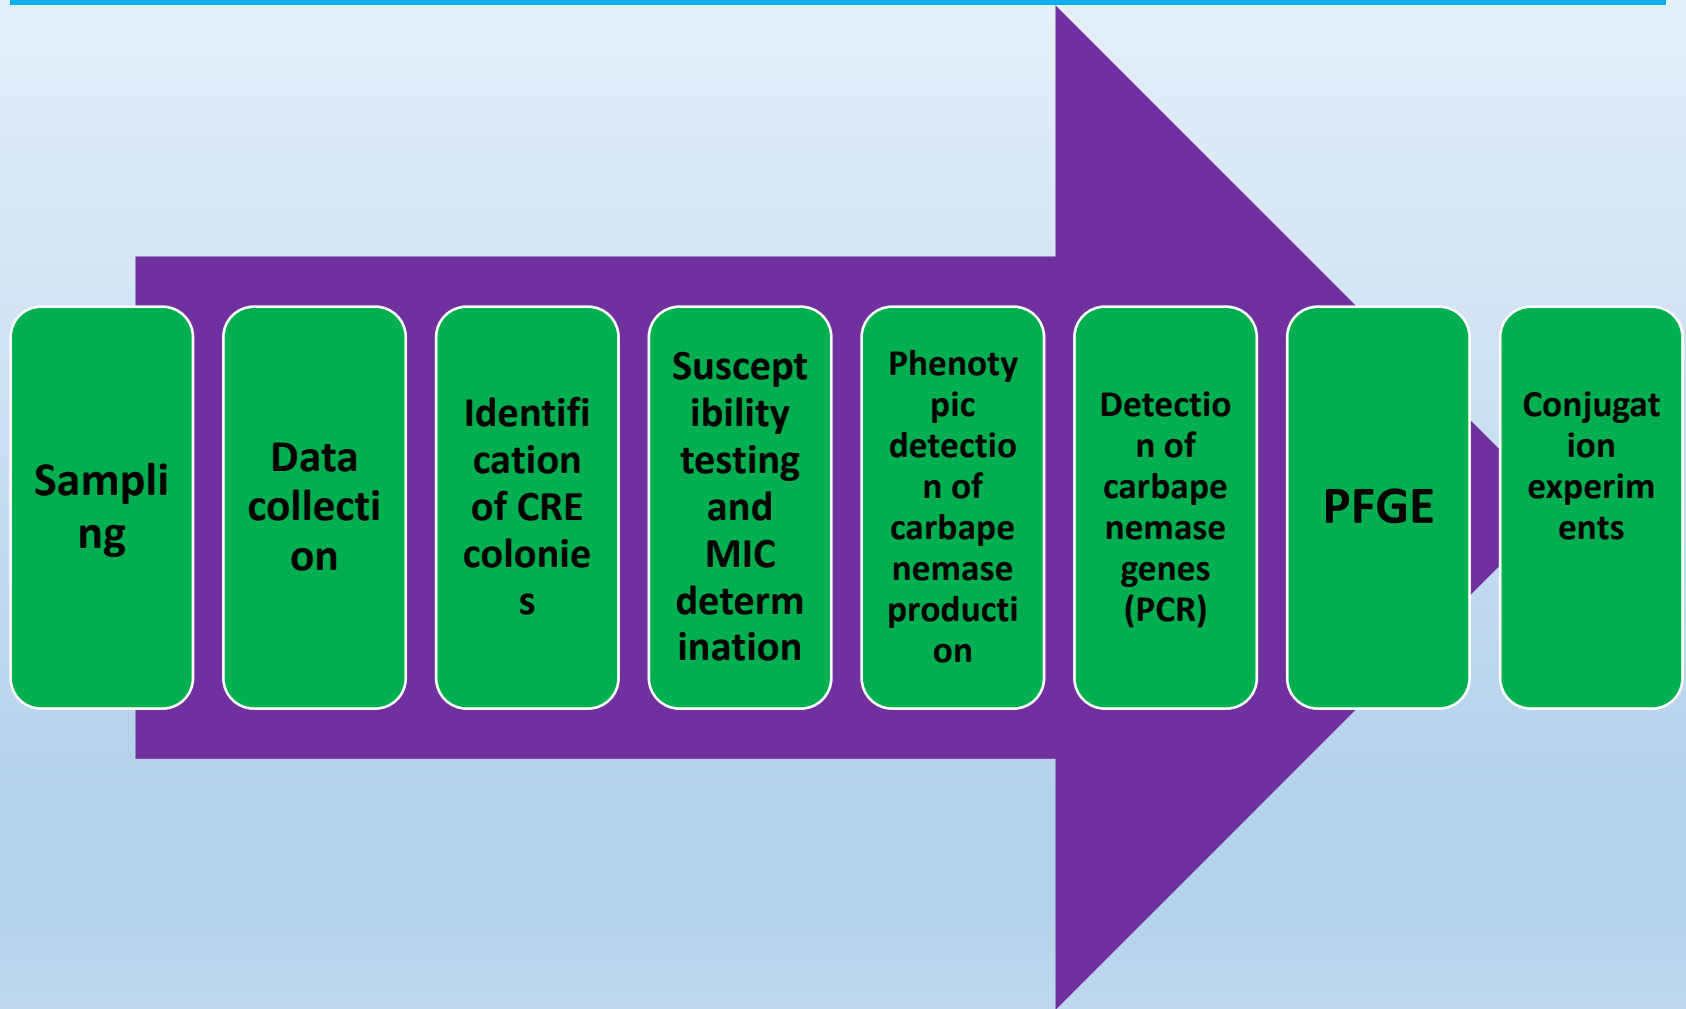 Sampli
ng
Data
collecti
on
Identifi
cation
of CRE
colonie
s
Suscept
ibility
testing
and
MIC
determ
ination
Phenoty
pic
detectio
n of
carbape
nemase
producti
on
Detectio
n of
carbape
nemase
genes
(PCR)
PFGE
Conjugat
ion
experim
ents